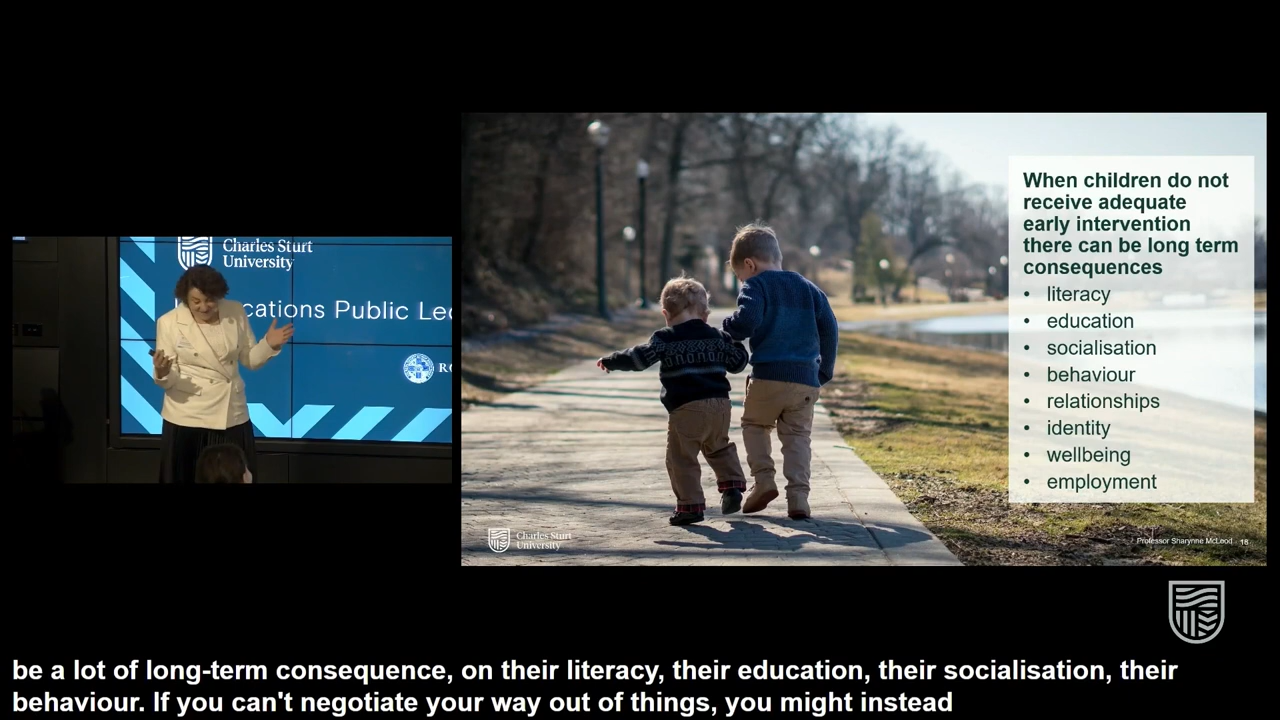 Charles Sturt
University
cations Public Lec
When children do not
receive adequate
early intervention
there can be long term
consequences
• literacy
• education
• socialisation
• behaviour
• relationships
• identity
• wellbeing
• employment
Charles Sturt
University
Professor Sharynne McLeod 16
be a lot of long-term consequence, on their literacy, their education, their socialisation, their
behaviour. If you can't negotiate your way out of things, you might instead